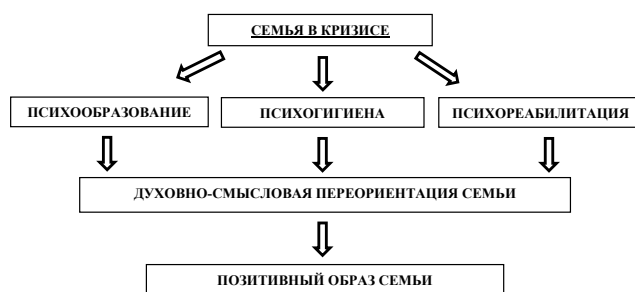 СЕМЬЯ В КРИЗИСЕ
ПСИХООБРАЗОВАНИЕ
ПСИХОГИГИЕНА
ПСИХОРЕАБИЛИТАЦИЯ
ДУХОВНО-СМЫСЛОВАЯ ПЕРЕОРИЕНТАЦИЯ СЕМЬИ
ПОЗИТИВНЫЙ ОБРАЗ СЕМЬИ